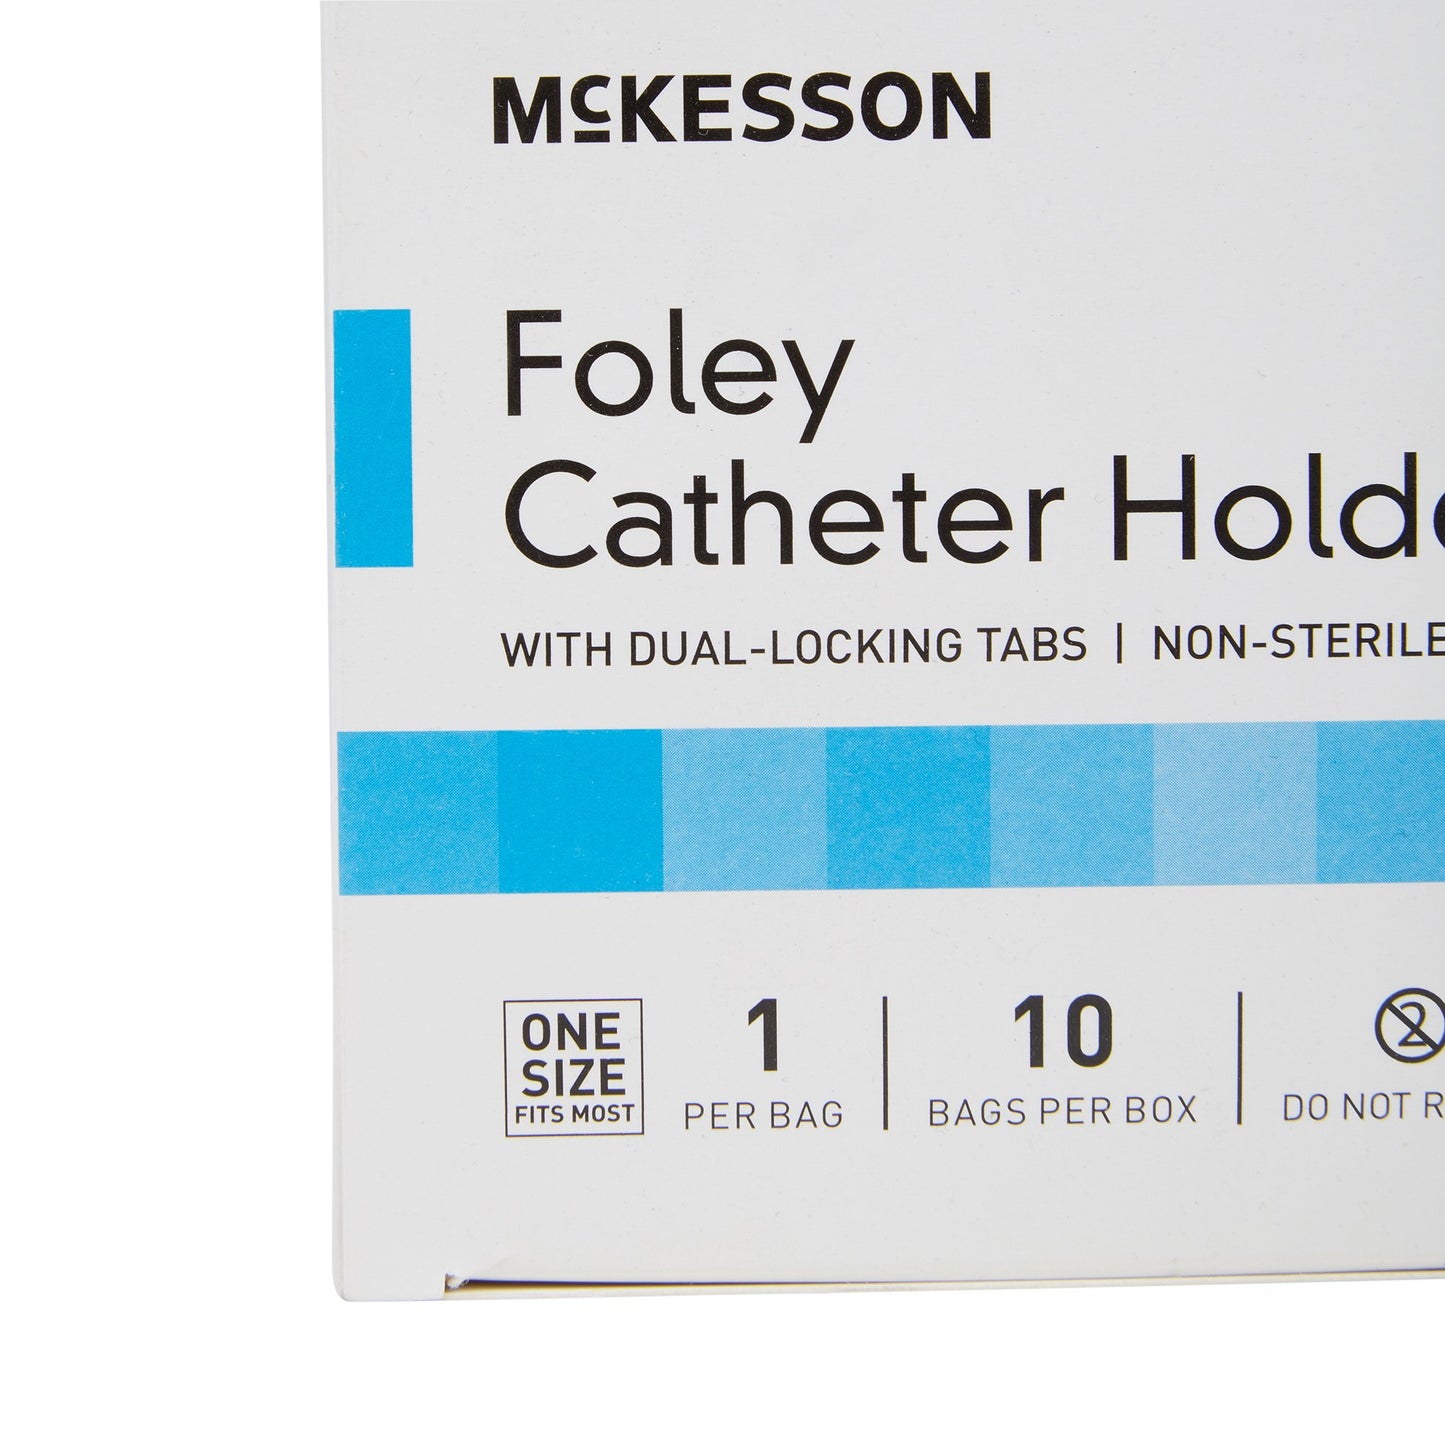 McKESSON
Foley
Catheter Holde
WITH DUAL-LOCKING TABS | NON-STERILE
ONE
SIZE
FITS MOST
1
PER BAG
10
BAGS PER BOX
2
DO NOT R